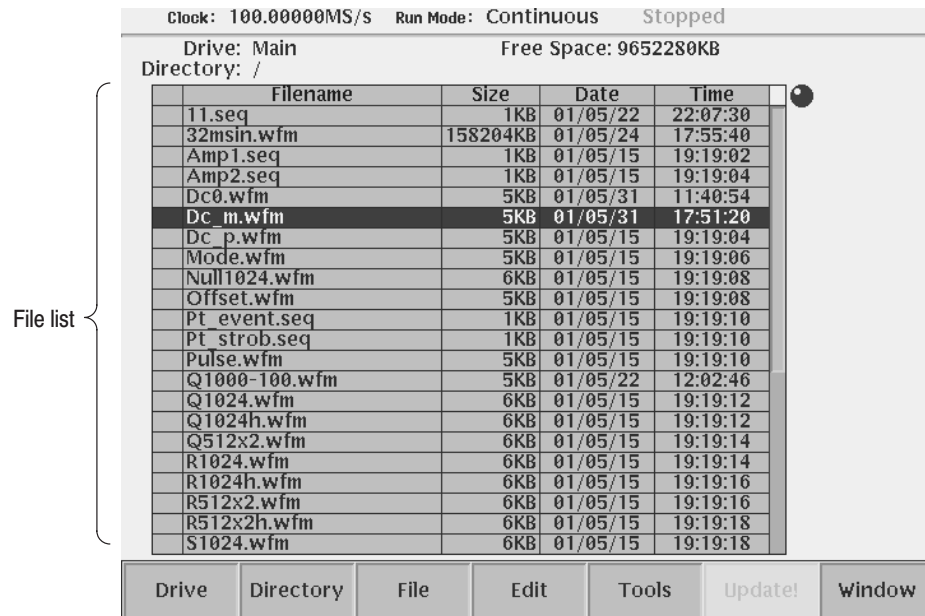 Clock: 100.00000MS/s Run Mode: Continuous Stopped
Drive: Main Free Space: 9652280KB
Directory: /
Filename Size Date Time
11.seq 1KB 01/05/22 22:07:30
32msin.wfm 158204KB 01/05/24 17:55:40
Amp1.seq 1KB 01/05/15 19:19:02
Amp2.seq 1KB 01/05/15 19:19:04
Dc0.wfm 5KB 01/05/31 11:40:54
Dc_m.wfm 5KB 01/05/31 17:51:20
Dc_p.wfm 5KB 01/05/15 19:19:04
Mode.wfm 5KB 01/05/15 19:19:06
Null1024.wfm 6KB 01/05/15 19:19:08
Offset.wfm 5KB 01/05/15 19:19:08
File list
Pt_event.seq 1KB 01/05/15 19:19:10
Pt_strob.seq 1KB 01/05/15 19:19:10
Pulse.wfm 5KB 01/05/15 19:19:10
Q1000-100.wfm 5KB 01/05/22 12:02:46
Q1024.wfm 6KB 01/05/15 19:19:12
Q1024h.wfm 6KB 01/05/15 19:19:12
Q512x2.wfm 6KB 01/05/15 19:19:14
R1024.wfm 6KB 01/05/15 19:19:14
R1024h.wfm 6KB 01/05/15 19:19:16
R512x2.wfm 6KB 01/05/15 19:19:16
R512x2h.wfm 6KB 01/05/15 19:19:18
S1024.wfm 6KB 01/05/15 19:19:18
Drive Directory File Edit Tools Update! Window